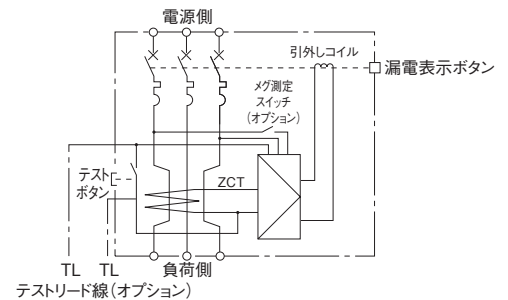 電源側
引外しコイル
漏電表示ボタン
メグ測定
スイッチ
(オプション)
テスト
ボタン
ZCT
TL TL
負荷側
テストリード線(オプション)